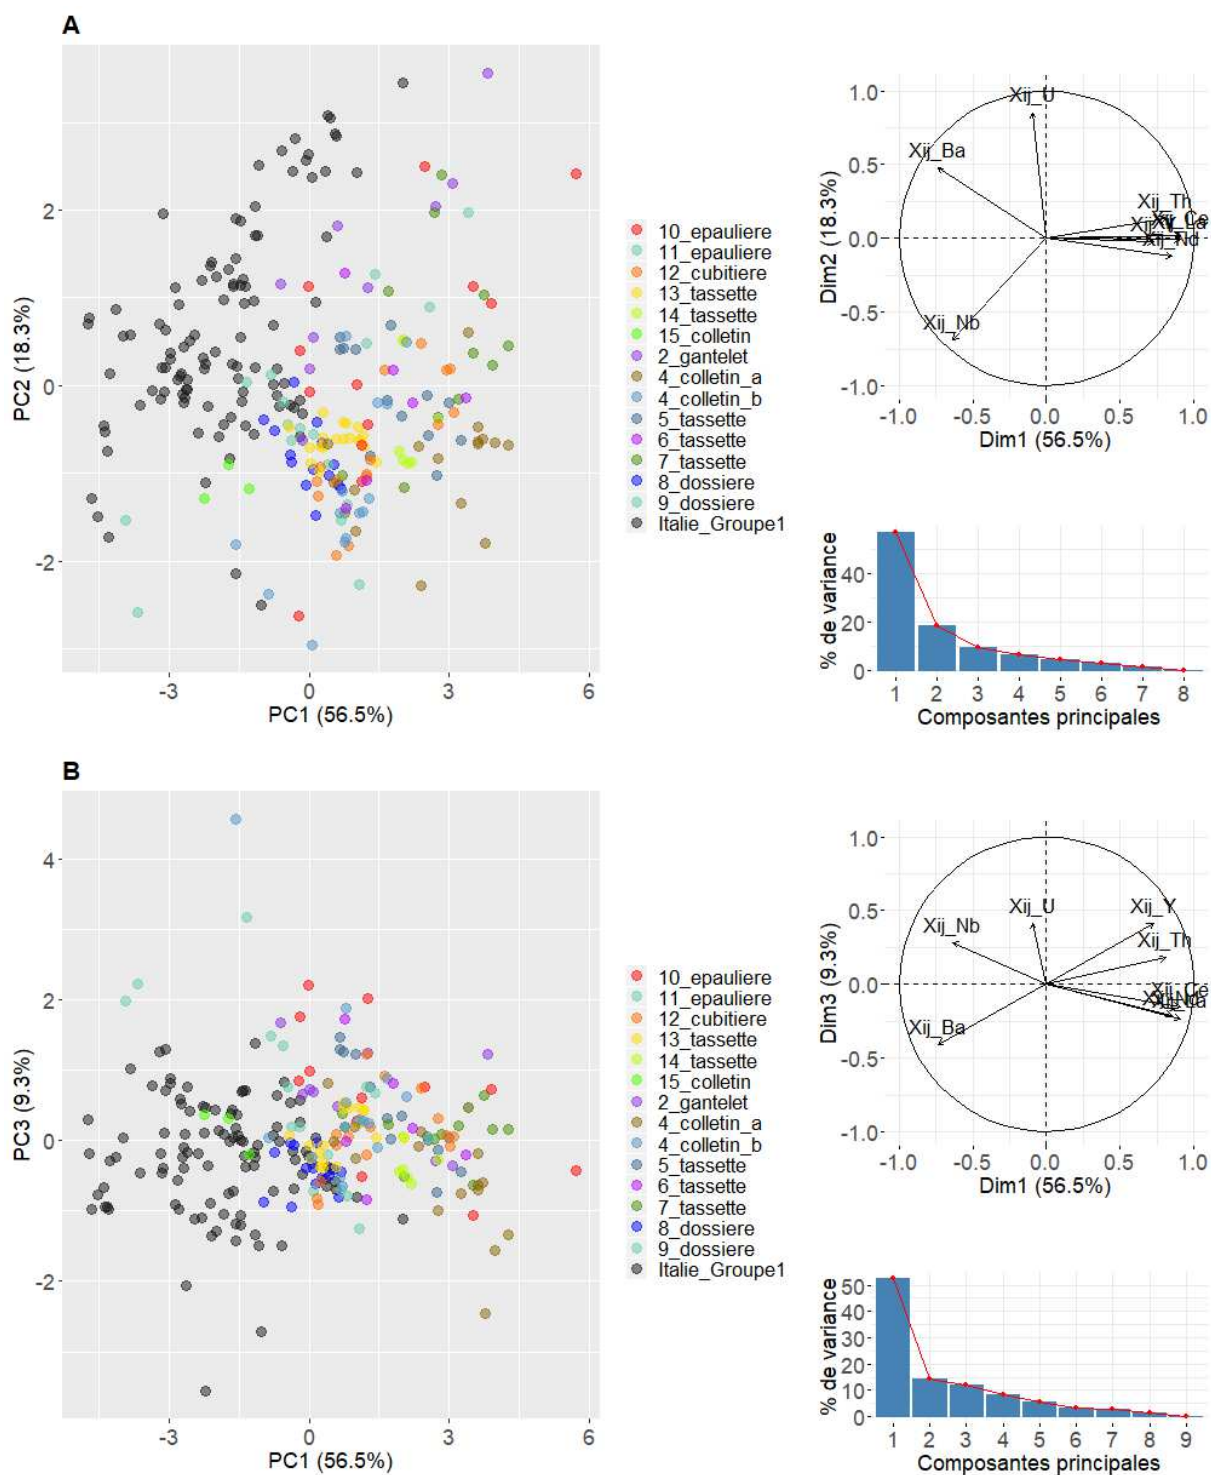 A
2
0
-2
PC2 (18.3%)
-3
0
3
6
PC1 (56.5%)
10_epauliere
11_epauliere
12_cubitiere
13_tassette
14_tassette
15_colletin
2_gantelet
4_colletin_a
4_colletin_b
5_tassette
6_tassette
7_tassette
8_dossiere
9_dossiere
Italie_Groupe1
1.0
0.5
0.0
-0.5
-1.0
Dim2 (18.3%)
Xij_U
Xij_Ba
Xij_Th
Xij_Nd
Xij_Nb
-1.0 -0.5 0.0 0.5 1.0
Dim1 (56.5%)
% de variance
40
20
0
1 2 3 4 5 6 7 8
Composantes principales
B
4
2
0
-2
PC3 (9.3%)
-3
0
3
6
PC1 (56.5%)
10_epauliere
11_epauliere
12_cubitiere
13_tassette
14_tassette
15_colletin
2_gantelet
4_colletin_a
4_colletin_b
5_tassette
6_tassette
7_tassette
8_dossiere
9_dossiere
Italie_Groupe1
1.0
0.5
0.0
-0.5
-1.0
Dim3 (9.3%)
Xij_Nb
Xij_U
Xij_Y
Xij_Th
Xij_Ce
Xij_Ba
-1.0 -0.5 0.0 0.5 1.0
Dim1 (56.5%)
% de variance
50
40
30
20
10
0
1 2 3 4 5 6 7 8 9
Composantes principales